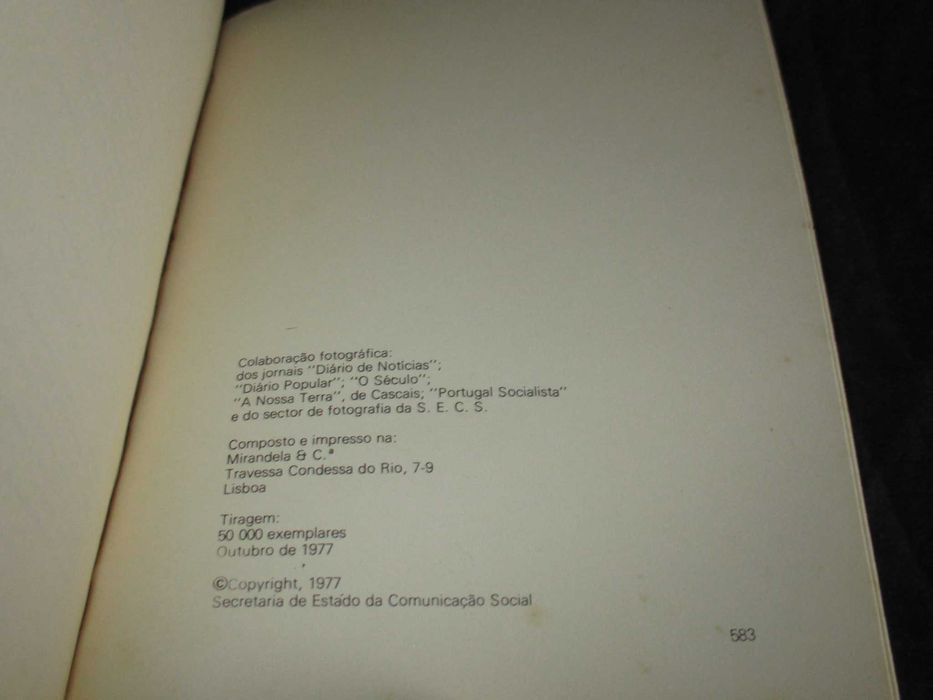 Colaboração fotográfica:
dos jornais "Diário de Notícias";
"Diário Popular"; "O Século";
"A Nossa Terra", de Cascais; "Portugal Socialista"
e do sector de fotografia da S. E. C. S.
Composto e impresso na:
Mirandela & C.ª
Travessa Condessa do Rio, 7-9
Lisboa
Tiragem:
50 000 exemplares
Outubro de 1977
©Copyright, 1977
Secretaria de Estado da Comunicação Social
583